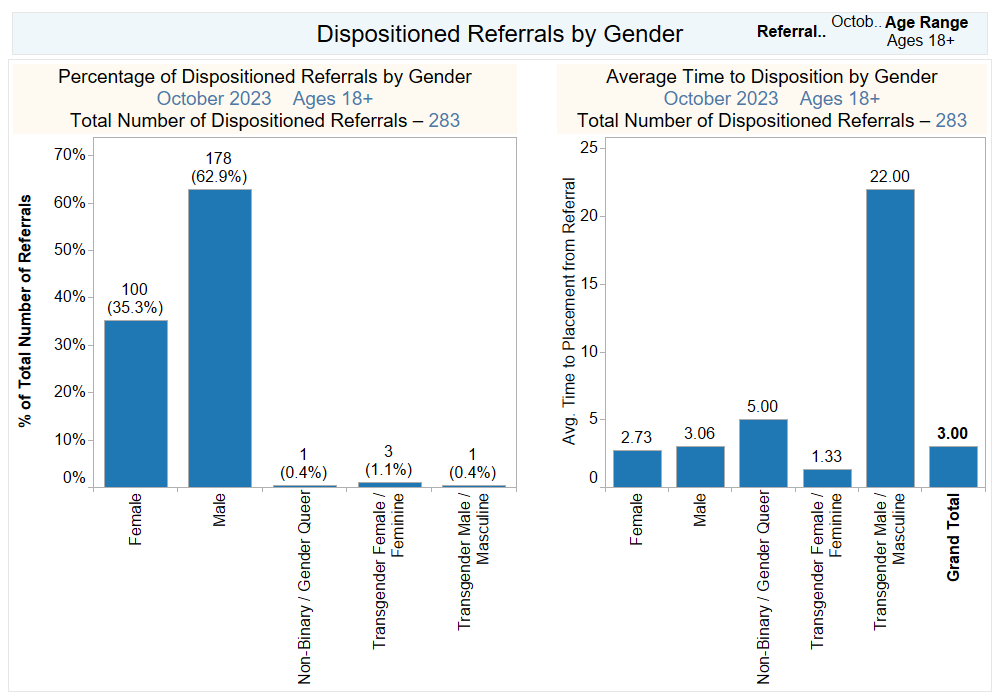 Dispositioned Referrals by Gender
Referral..
Octob..
Age Range
Ages 18+
Percentage of Dispositioned Referrals by Gender
October 2023 Ages 18+
Total Number of Dispositioned Referrals – 283
% of Total Number of Referrals
70%
60%
50%
40%
30%
20%
10%
0%
100
(35.3%)
178
(62.9%)
1
(0.4%)
3
(1.1%)
1
(0.4%)
Female
Male
Non-Binary / Gender Queer
Transgender Female /
Feminine
Transgender Male /
Masculine
Average Time to Disposition by Gender
October 2023 Ages 18+
Total Number of Dispositioned Referrals – 283
Avg. Time to Placement from Referral
25
20
15
10
5
0
2.73
3.06
5.00
1.33
22.00
3.00
Female
Male
Non-Binary / Gender Queer
Transgender Female /
Feminine
Transgender Male /
Masculine
Grand Total